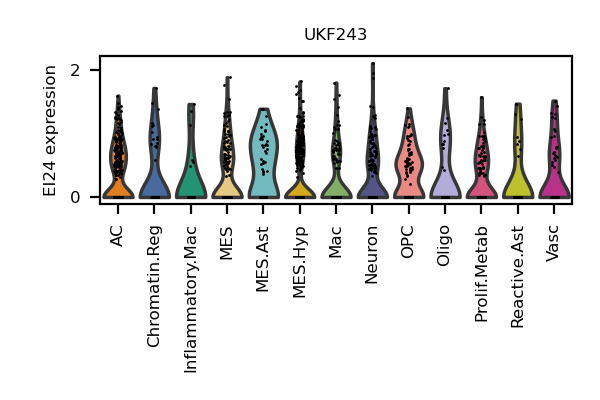 UKF243
EI24 expression
2
0
AC
Chromatin.Reg
Inflammatory.Mac
MES
MES.Ast
MES.Hyp
Mac
Neuron
OPC
Oligo
Prolif.Metab
Reactive.Ast
Vasc